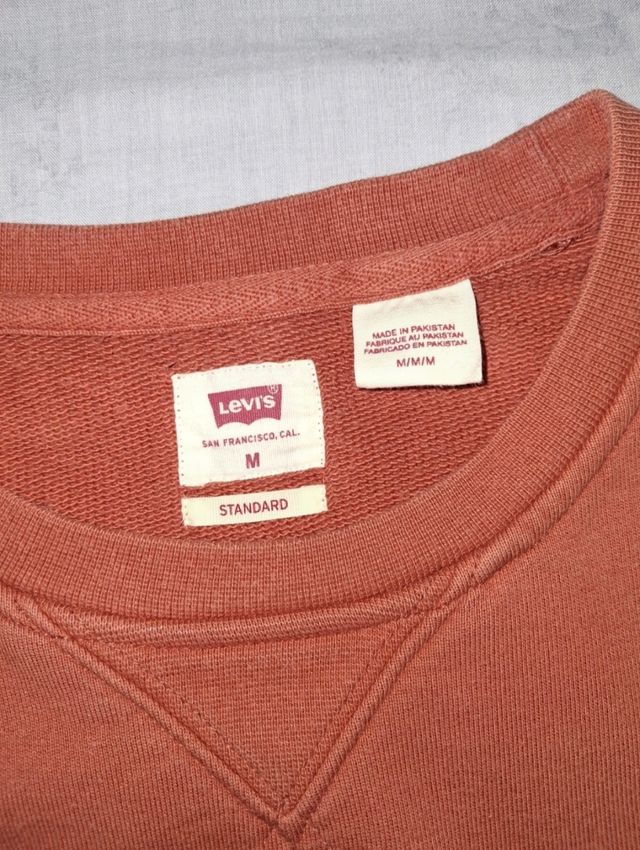 MADE IN PAKISTAN
FABRIQUE AU PAKISTAN
FABRICADO EN PAKISTAN
M/M/M
LEVI'S ®
SAN FRANCISCO, CAL.
M
STANDARD